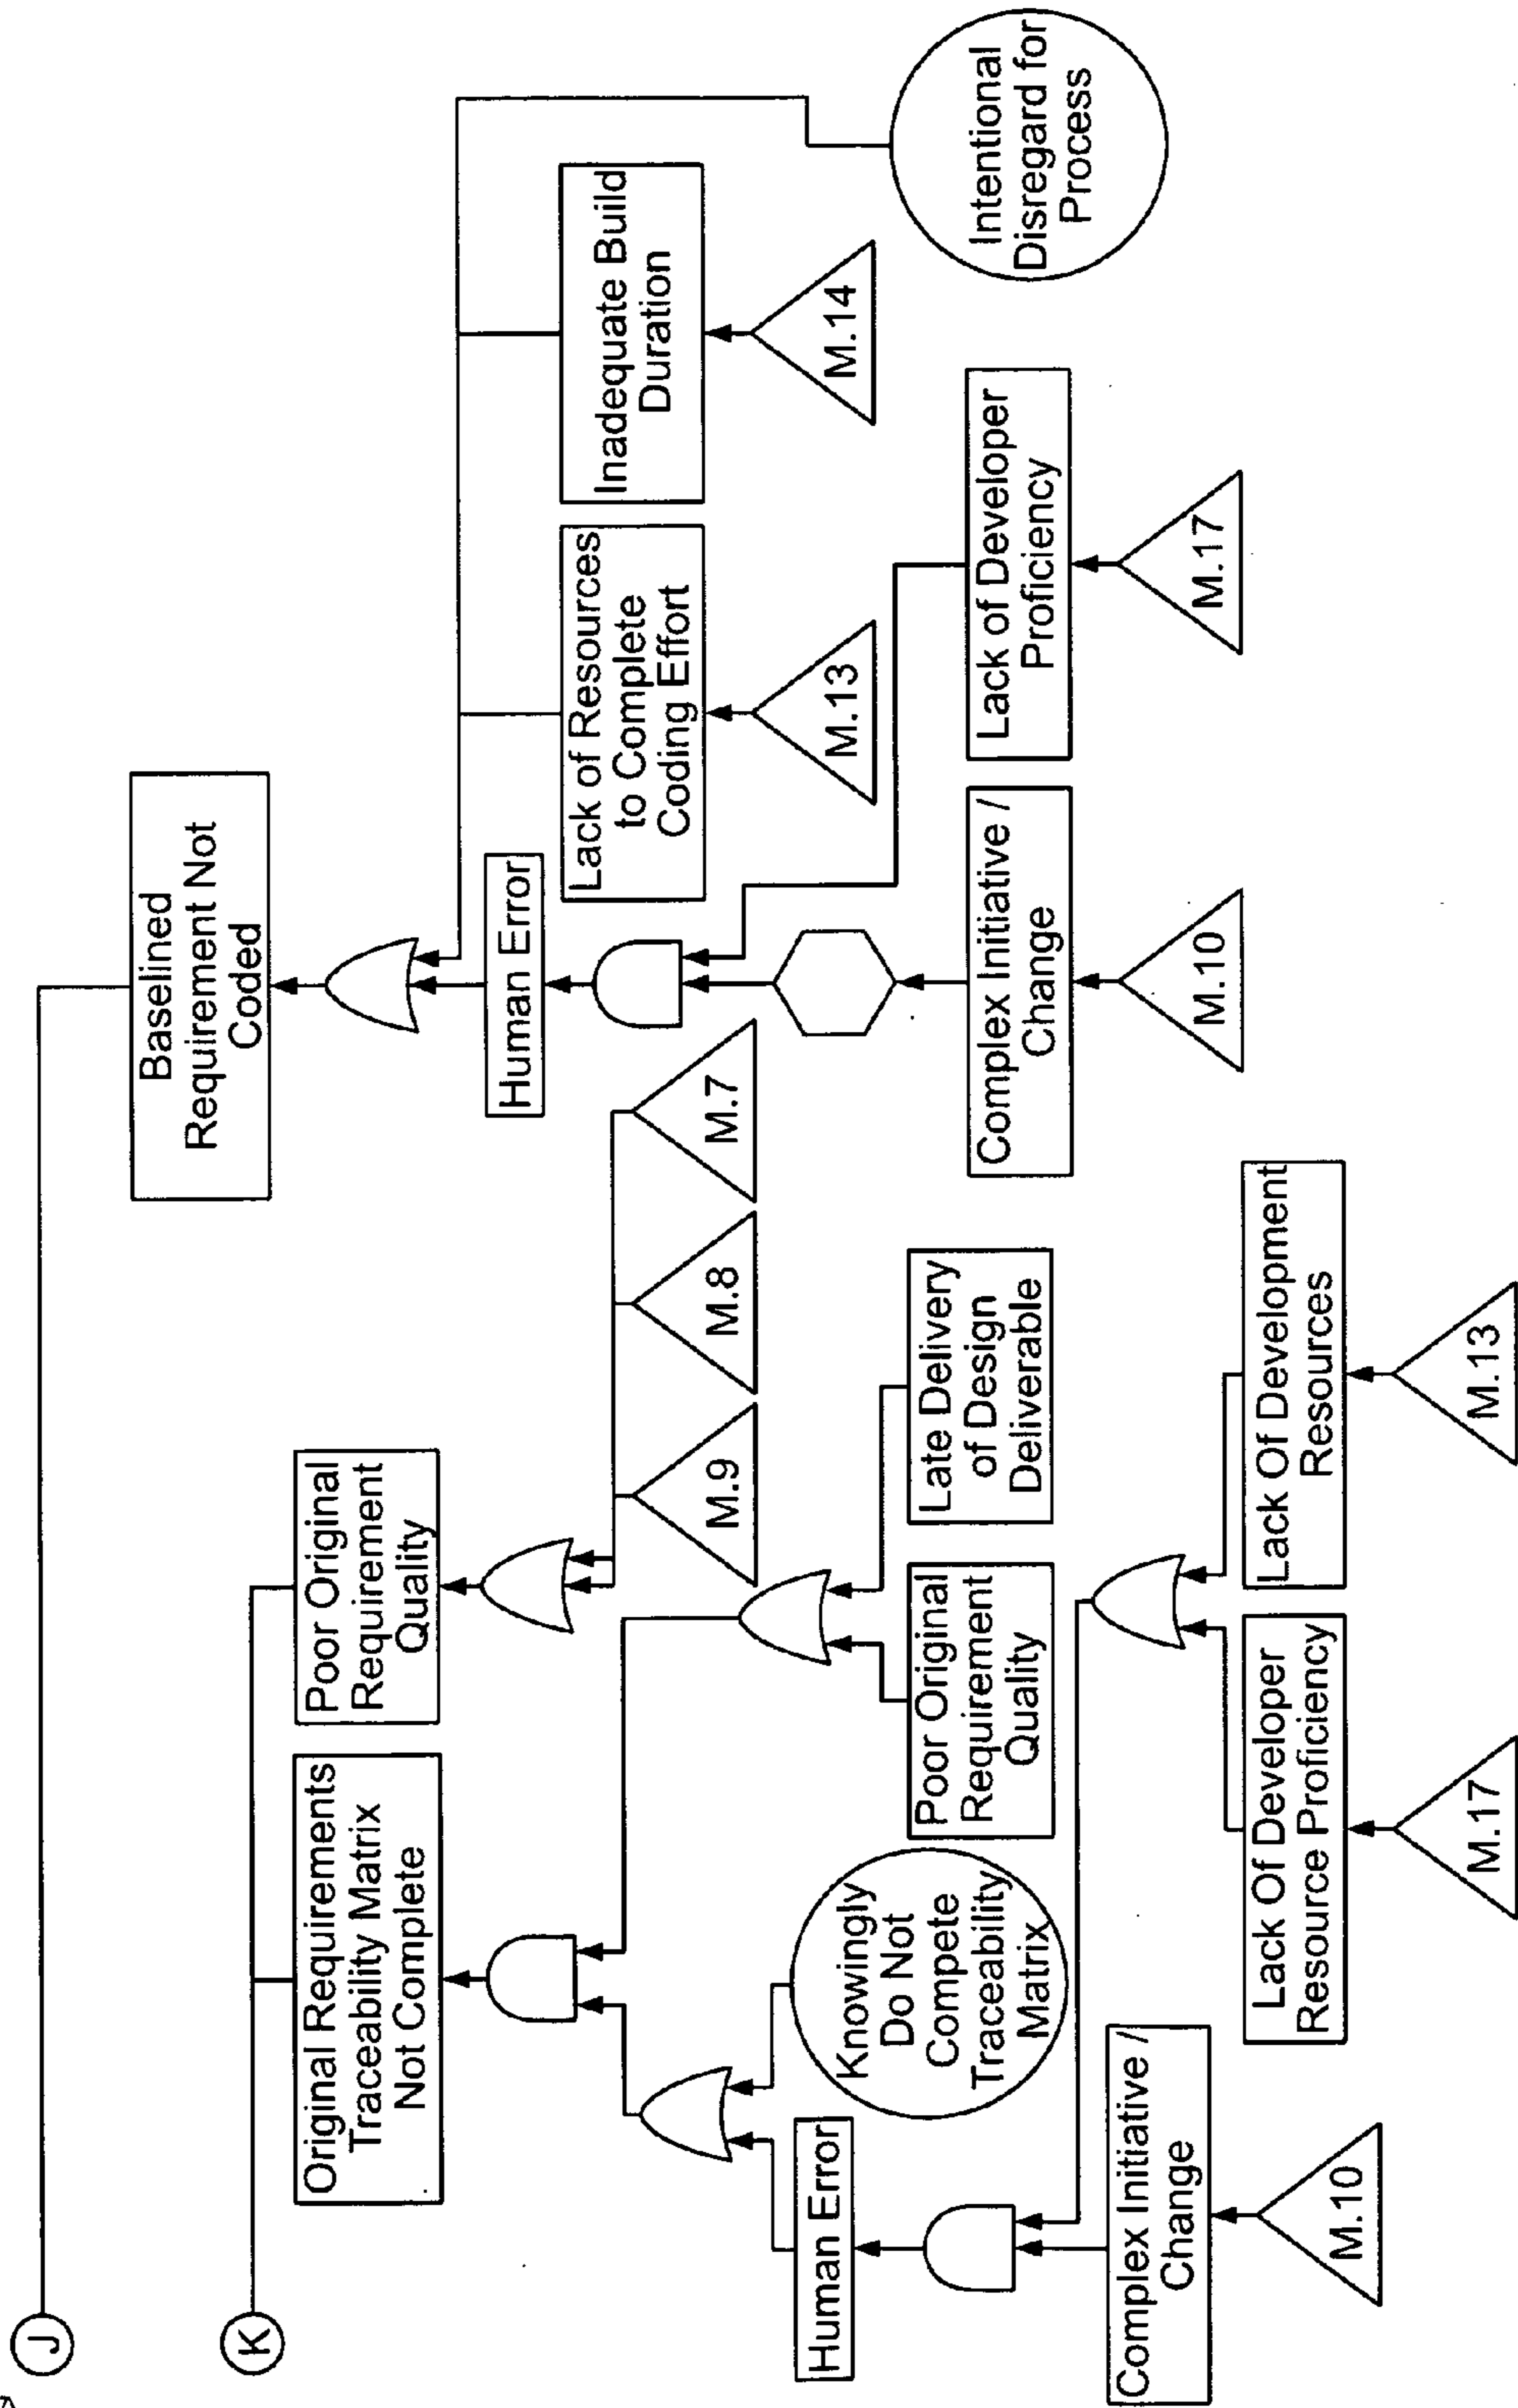 J
K
Baselined
Requirement Not
Coded
Original Requirements
Traceability Matrix
Not Complete
Poor Original
Requirement
Quality
Human Error
Lack of Resources
to Complete
Coding Effort
Inadequate Build
Duration
M.9
M.8
M.7
M.13
M.14
Human Error
Knowingly
Do Not
Compete
Traceability
Matrix
Poor Original
Requirement
Quality
Late Delivery
of Design
Deliverable
Complex Initiative /
Change
Lack of Developer
Proficiency
Intentional
Disregard for
Process
M.10
M.17
Complex Initiative /
Change
Lack Of Developer
Resource Proficiency
Lack Of Development
Resources
M.10
M.17
M.13